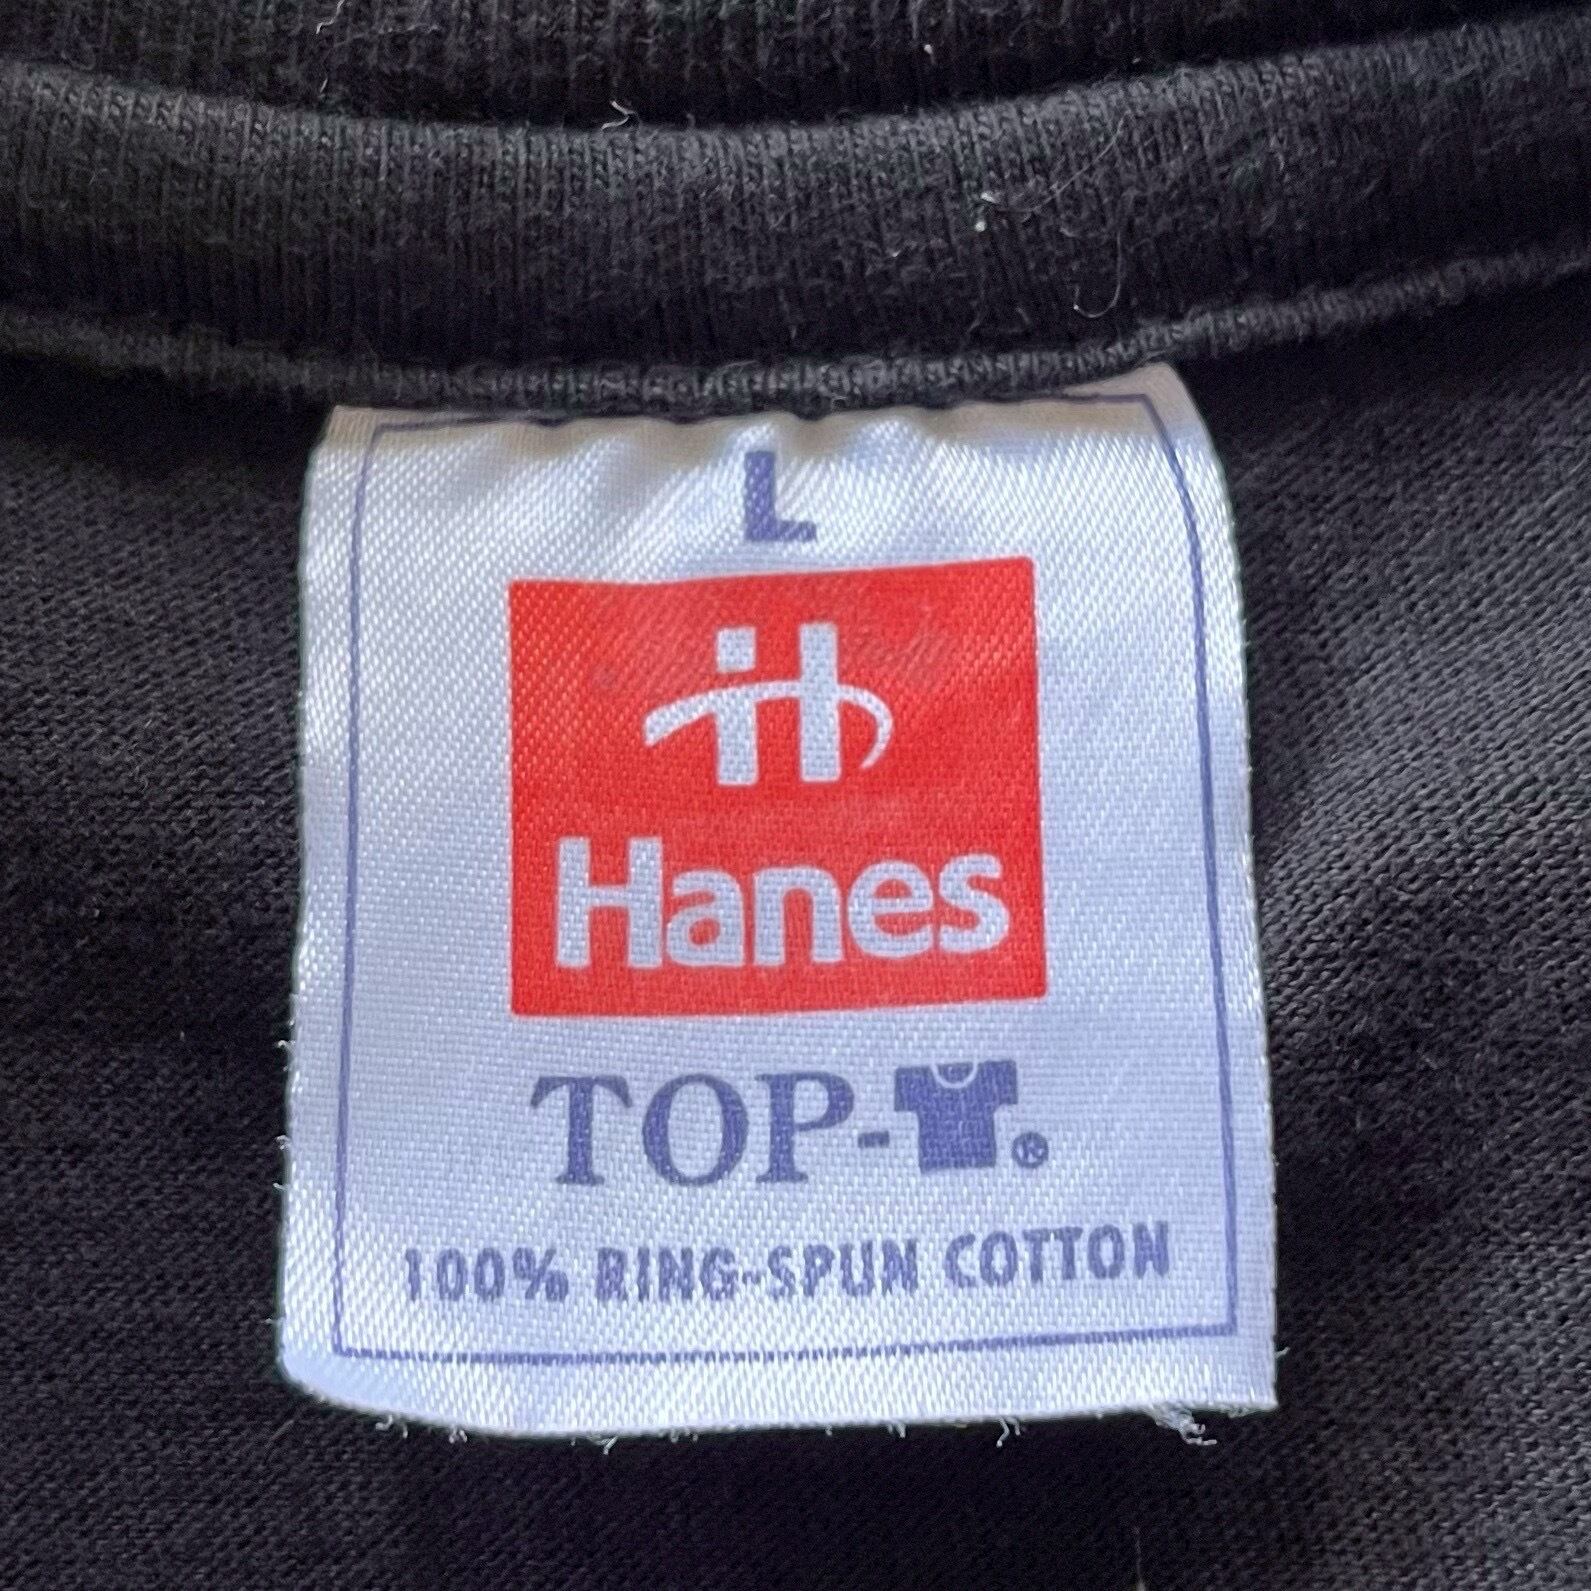 L
Hanes
TOP-®
100% RING-SPUN COTTON